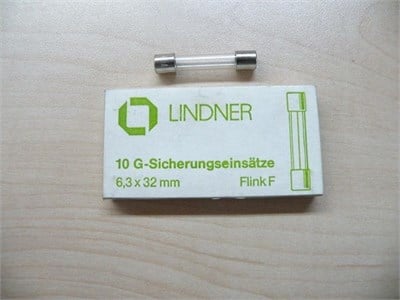 LINDNER
10 G-Sicherungseinsätze
6,3 x 32 mm Flink F